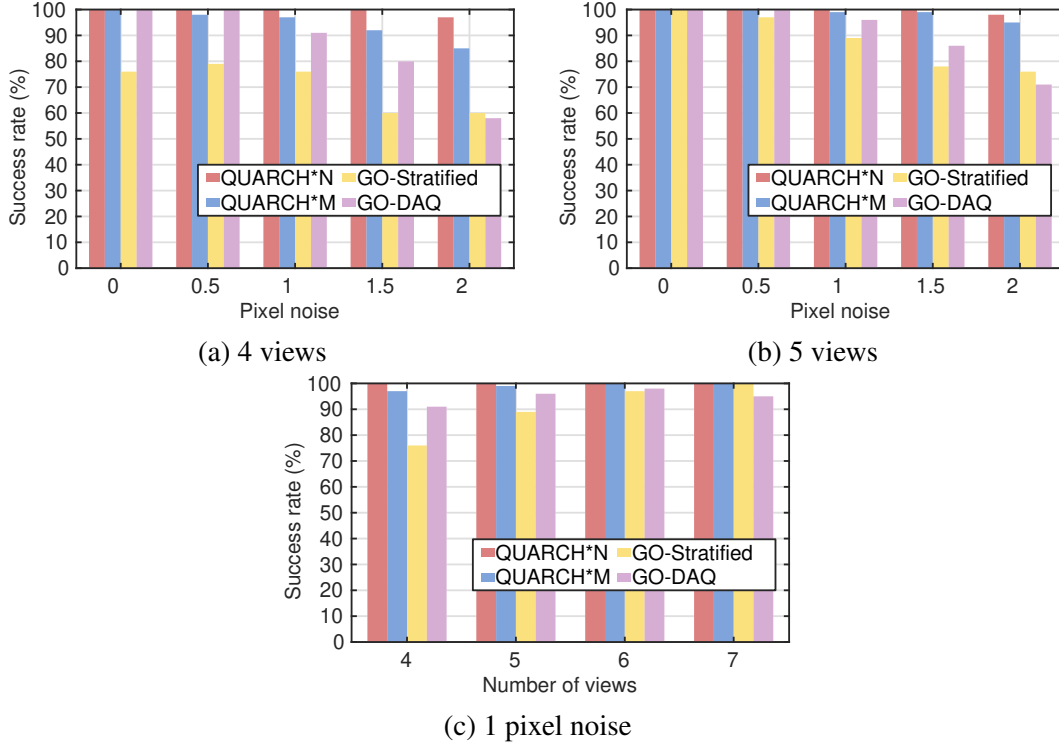 100
90
80
70
60
50
40
30
20
10
0
Success rate (%)
QUARCH*N
GO-Stratified
QUARCH*M
GO-DAQ
0 0.5 1 1.5 2
Pixel noise
(a) 4 views
100
90
80
70
60
50
40
30
20
10
0
Success rate (%)
QUARCH*N
GO-Stratified
QUARCH*M
GO-DAQ
0 0.5 1 1.5 2
Pixel noise
(b) 5 views
100
90
80
70
60
50
40
30
20
10
0
Success rate (%)
QUARCH*N
GO-Stratified
QUARCH*M
GO-DAQ
4 5 6 7
Number of views
(c) 1 pixel noise